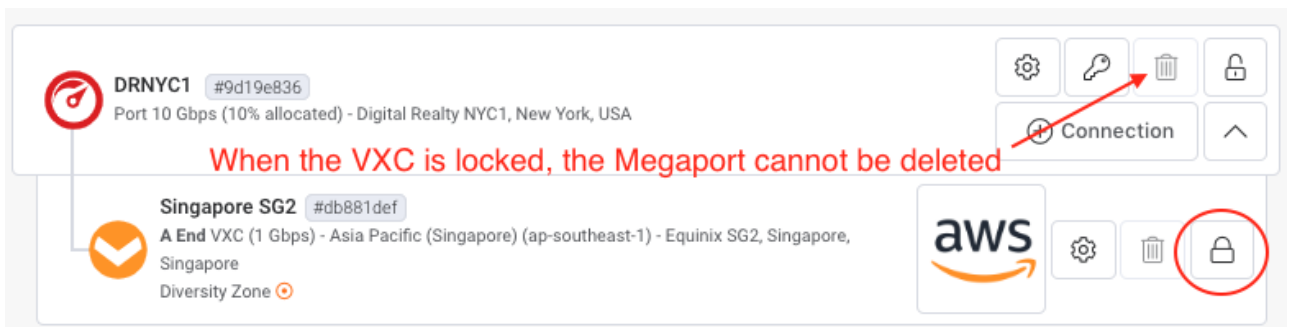 DRNYC1 #9d19e836
Port 10 Gbps (10% allocated) - Digital Realty NYC1, New York, USA
Connection
When the VXC is locked, the Megaport cannot be deleted
Singapore SG2 #db881def
A End VXC (1 Gbps) - Asia Pacific (Singapore) (ap-southeast-1) - Equinix SG2, Singapore,
Singapore
Diversity Zone
aws